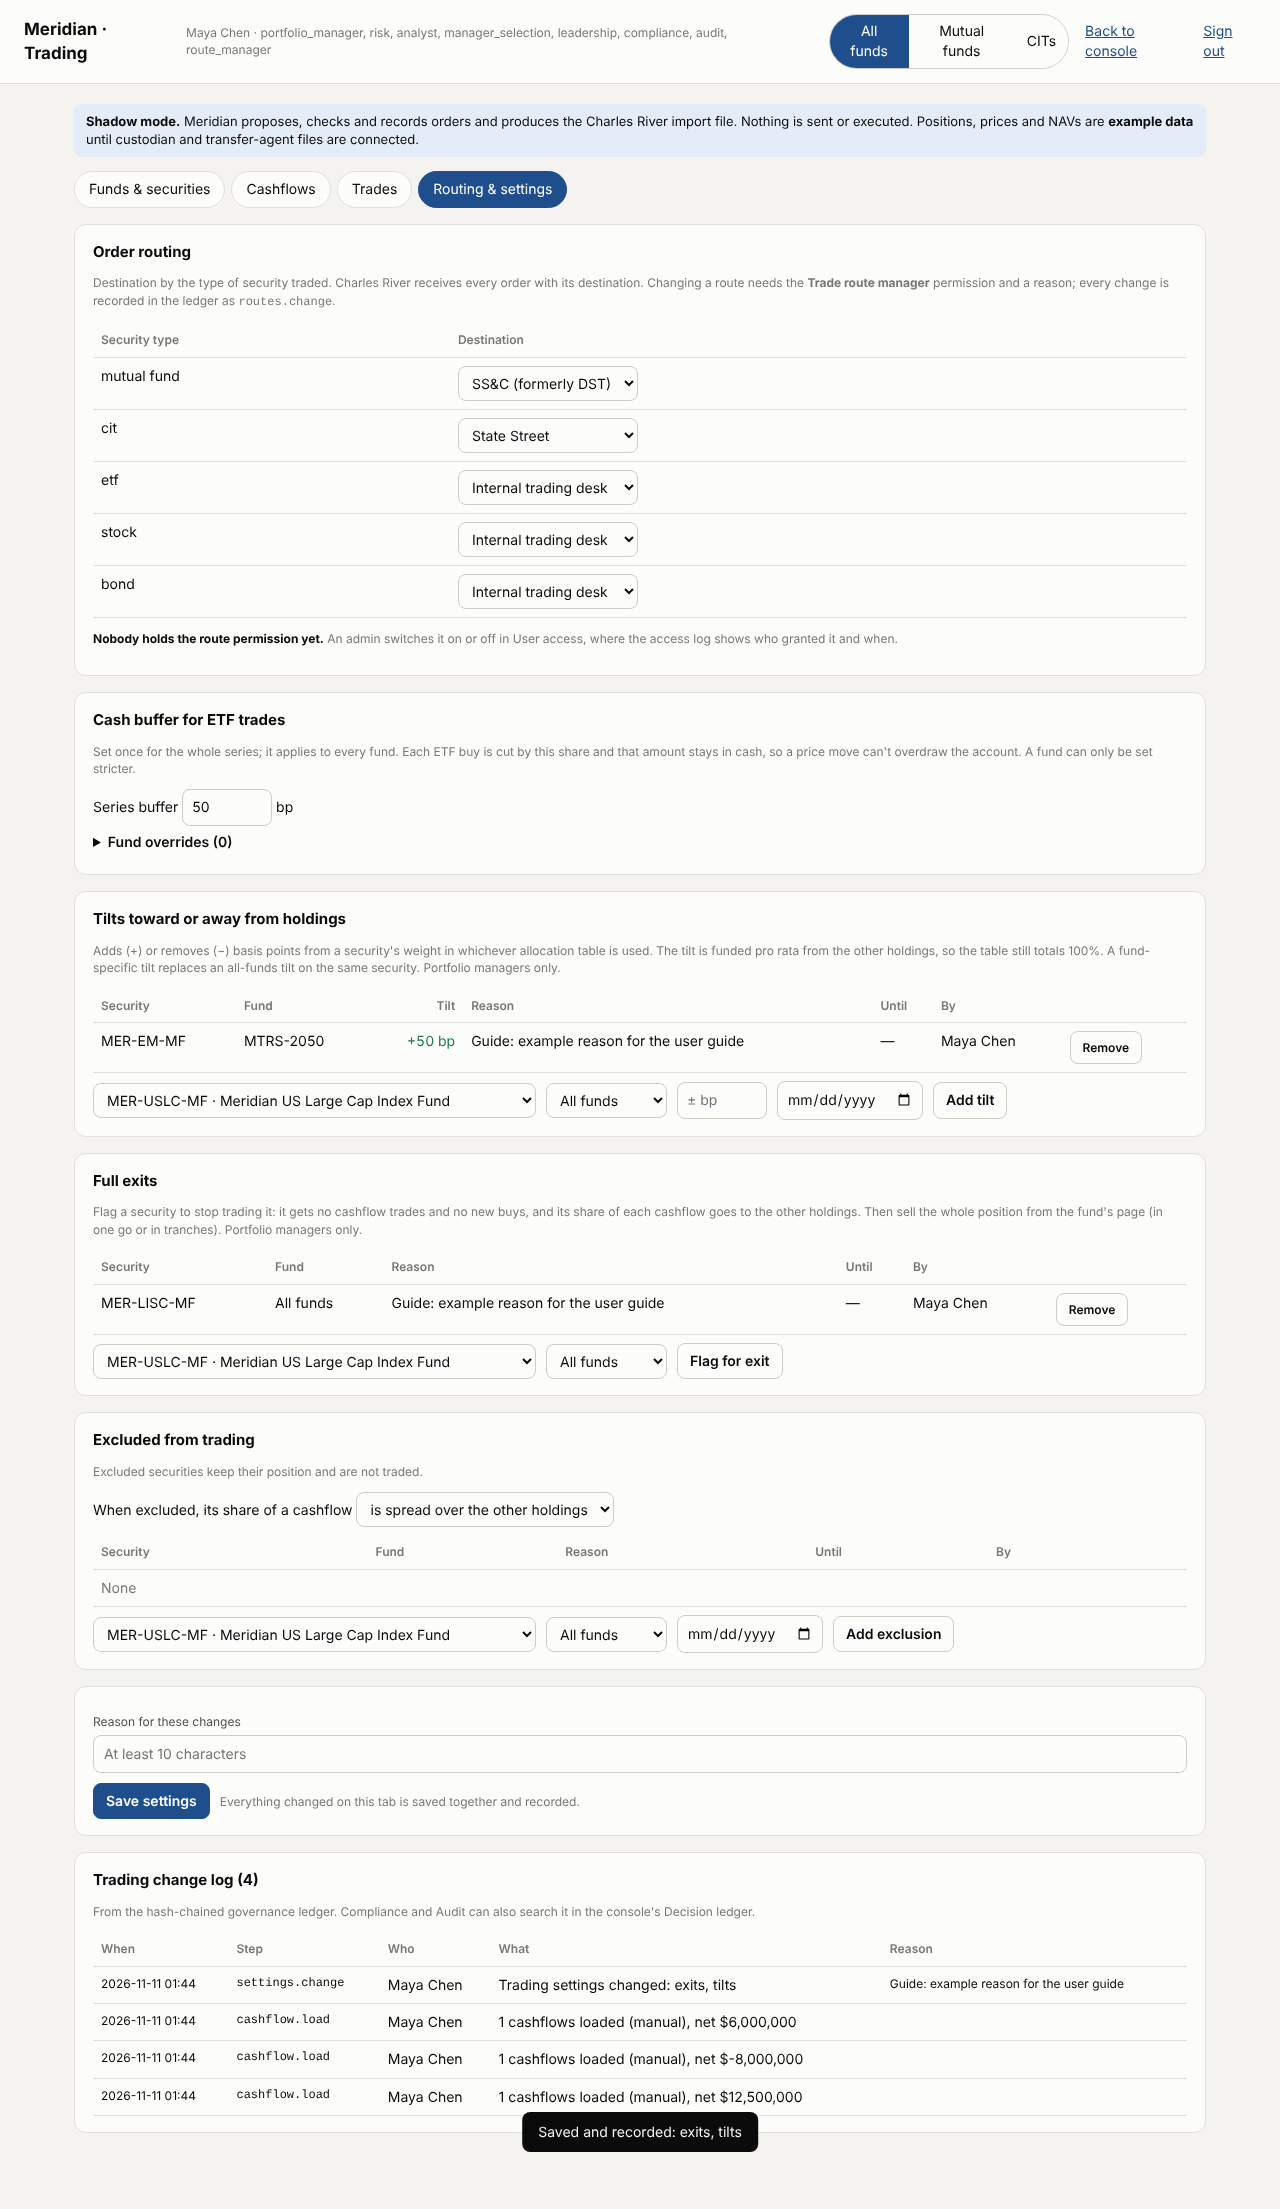 Meridian ·
Trading
Maya Chen · portfolio_manager, risk, analyst, manager_selection, leadership, compliance, audit,
route_manager
All
funds
Mutual
funds
CITs
Back to
console
Sign
out
Shadow mode. Meridian proposes, checks and records orders and produces the Charles River import file. Nothing is sent or executed. Positions, prices and NAVs are example data
until custodian and transfer-agent files are connected.
Funds & securities
Cashflows
Trades
Routing & settings
Order routing
Destination by the type of security traded. Charles River receives every order with its destination. Changing a route needs the Trade route manager permission and a reason; every change is
recorded in the ledger as routes.change.
Security type Destination
mutual fund SS&C (formerly DST)
cit State Street
etf Internal trading desk
stock Internal trading desk
bond Internal trading desk
Nobody holds the route permission yet. An admin switches it on or off in User access, where the access log shows who granted it and when.
Cash buffer for ETF trades
Set once for the whole series; it applies to every fund. Each ETF buy is cut by this share and that amount stays in cash, so a price move can't overdraw the account. A fund can only be set
stricter.
Series buffer 50 bp
Fund overrides (0)
Tilts toward or away from holdings
Adds (+) or removes (−) basis points from a security's weight in whichever allocation table is used. The tilt is funded pro rata from the other holdings, so the table still totals 100%. A fund-
specific tilt replaces an all-funds tilt on the same security. Portfolio managers only.
Security Fund Tilt Reason Until By
MER-EM-MF MTRS-2050 +50 bp Guide: example reason for the user guide — Maya Chen Remove
MER-USLC-MF · Meridian US Large Cap Index Fund All funds ± bp mm/dd/yyyy Add tilt
Full exits
Flag a security to stop trading it: it gets no cashflow trades and no new buys, and its share of each cashflow goes to the other holdings. Then sell the whole position from the fund's page (in
one go or in tranches). Portfolio managers only.
Security Fund Reason Until By
MER-LISC-MF All funds Guide: example reason for the user guide — Maya Chen Remove
MER-USLC-MF · Meridian US Large Cap Index Fund All funds Flag for exit
Excluded from trading
Excluded securities keep their position and are not traded.
When excluded, its share of a cashflow is spread over the other holdings
Security Fund Reason Until By
None
MER-USLC-MF · Meridian US Large Cap Index Fund All funds mm/dd/yyyy Add exclusion
Reason for these changes
At least 10 characters
Save settings Everything changed on this tab is saved together and recorded.
Trading change log (4)
From the hash-chained governance ledger. Compliance and Audit can also search it in the console's Decision ledger.
When Step Who What Reason
2026-11-11 01:44 settings.change Maya Chen Trading settings changed: exits, tilts Guide: example reason for the user guide
2026-11-11 01:44 cashflow.load Maya Chen 1 cashflows loaded (manual), net $6,000,000
2026-11-11 01:44 cashflow.load Maya Chen 1 cashflows loaded (manual), net $-8,000,000
2026-11-11 01:44 cashflow.load Maya Chen 1 cashflows loaded (manual), net $12,500,000
Saved and recorded: exits, tilts